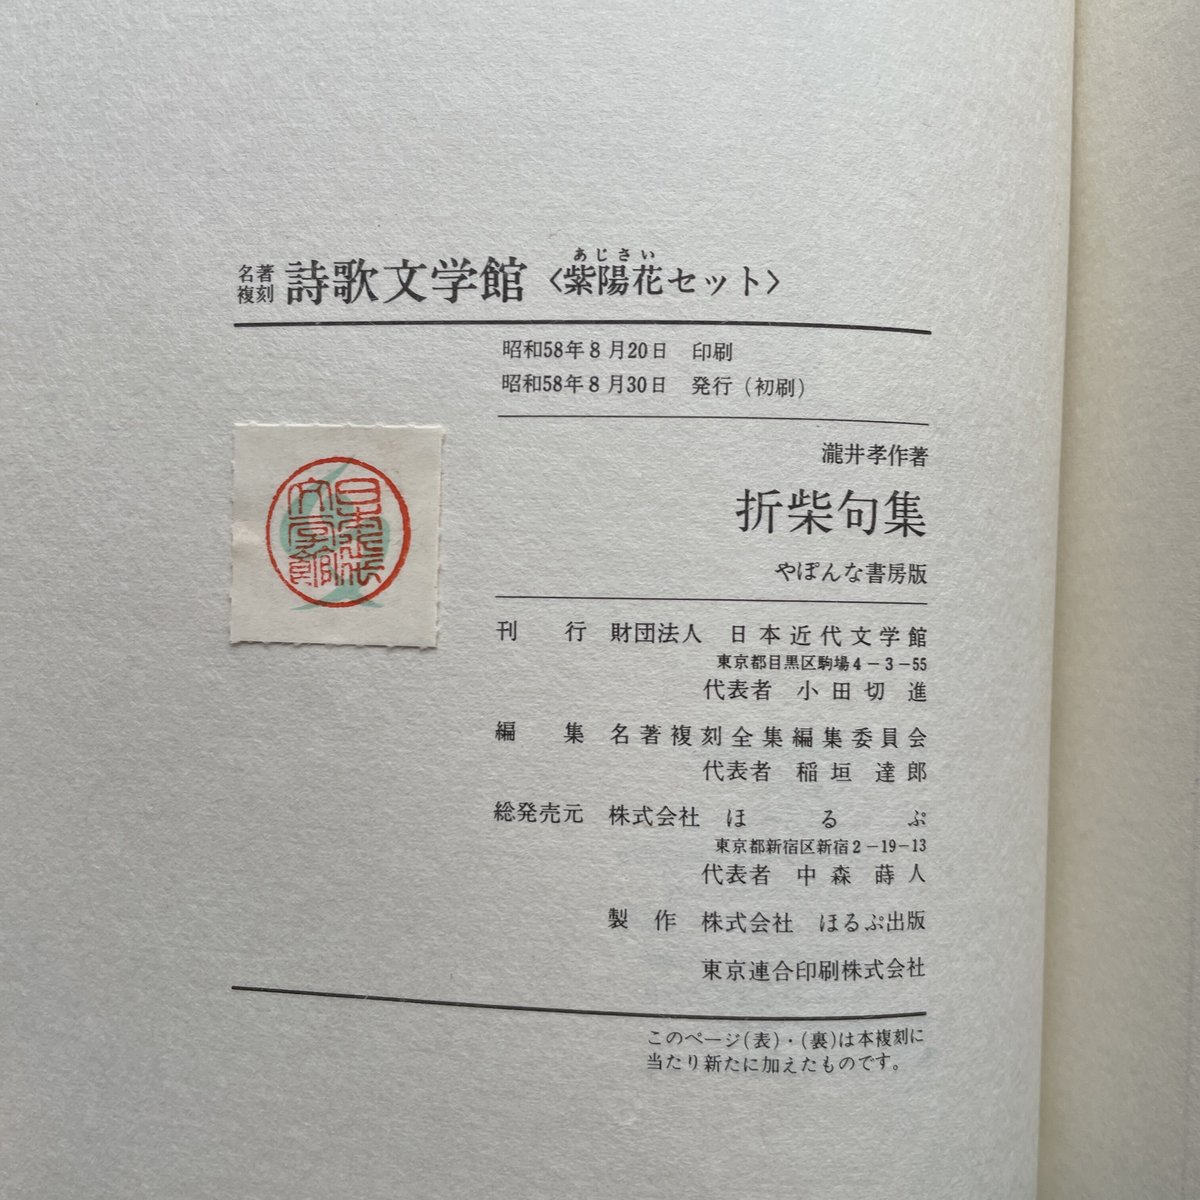 名著複刻 詩歌文学館〈紫陽花セット〉
あじさい
昭和58年8月20日 印刷
昭和58年8月30日 発行(初刷)
瀧井孝作著
折柴句集
やぽんな書房版
日本近代文学館
刊行 財団法人 日本近代文学館
東京都目黒区駒場4-3-55
代表者 小田切進
編集 名著複刻全集編集委員会
代表者 稲垣達郎
総発売元 株式会社 ほるぷ
東京都新宿区新宿2-19-13
代表者 中森蒔人
製作 株式会社 ほるぷ出版
東京連合印刷株式会社
このページ(表)・(裏)は本複刻に
当たり新たに加えたものです。